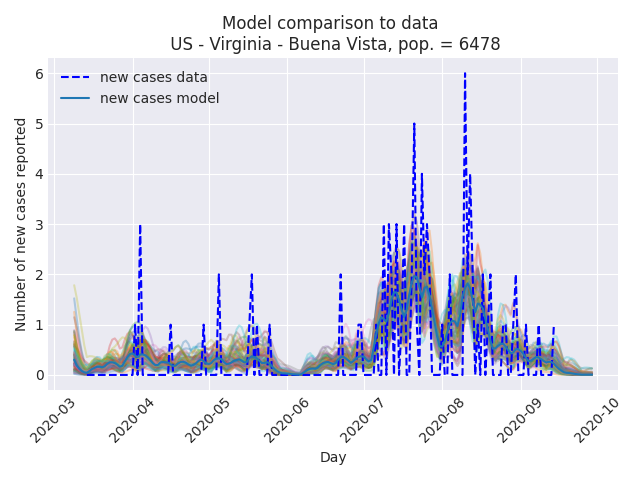 Model comparison to data
US - Virginia - Buena Vista, pop. = 6478
new cases data
new cases model
Number of new cases reported
6
5
4
3
2
1
0
2020-03
2020-04
2020-05
2020-06
2020-07
2020-08
2020-09
2020-10
Day